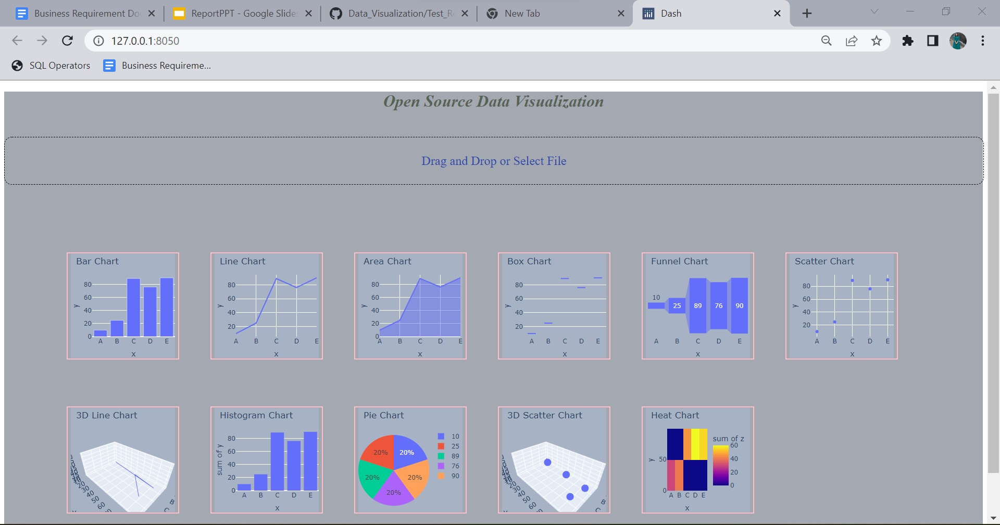 Business Requirement Do
ReportPPT - Google Slides
Data_Visualization/Test_R
New Tab
Dash
127.0.0.1:8050
SQL Operators
Business Requireme...
Open Source Data Visualization
Drag and Drop or Select File
Bar Chart
80
60
40
20
0
y
A B C D E
x
Line Chart
80
60
40
20
y
A B C D E
x
Area Chart
80
60
40
20
0
y
A B C D E
x
Box Chart
80
60
40
20
y
A B C D E
x
Funnel Chart
10
25 89 76 90
A B C D E
x
Scatter Chart
80
60
40
20
y
A B C D E
x
3D Line Chart
40
50
60
B
C
Histogram Chart
80
60
40
20
0
sum of y
A B C D E
x
Pie Chart
20% 20%
20% 20%
20%
10
25
89
76
90
3D Scatter Chart
40
50
60
B
C
Heat Chart
50
0
y
A B C D E
x
sum of z
60
40
20
0